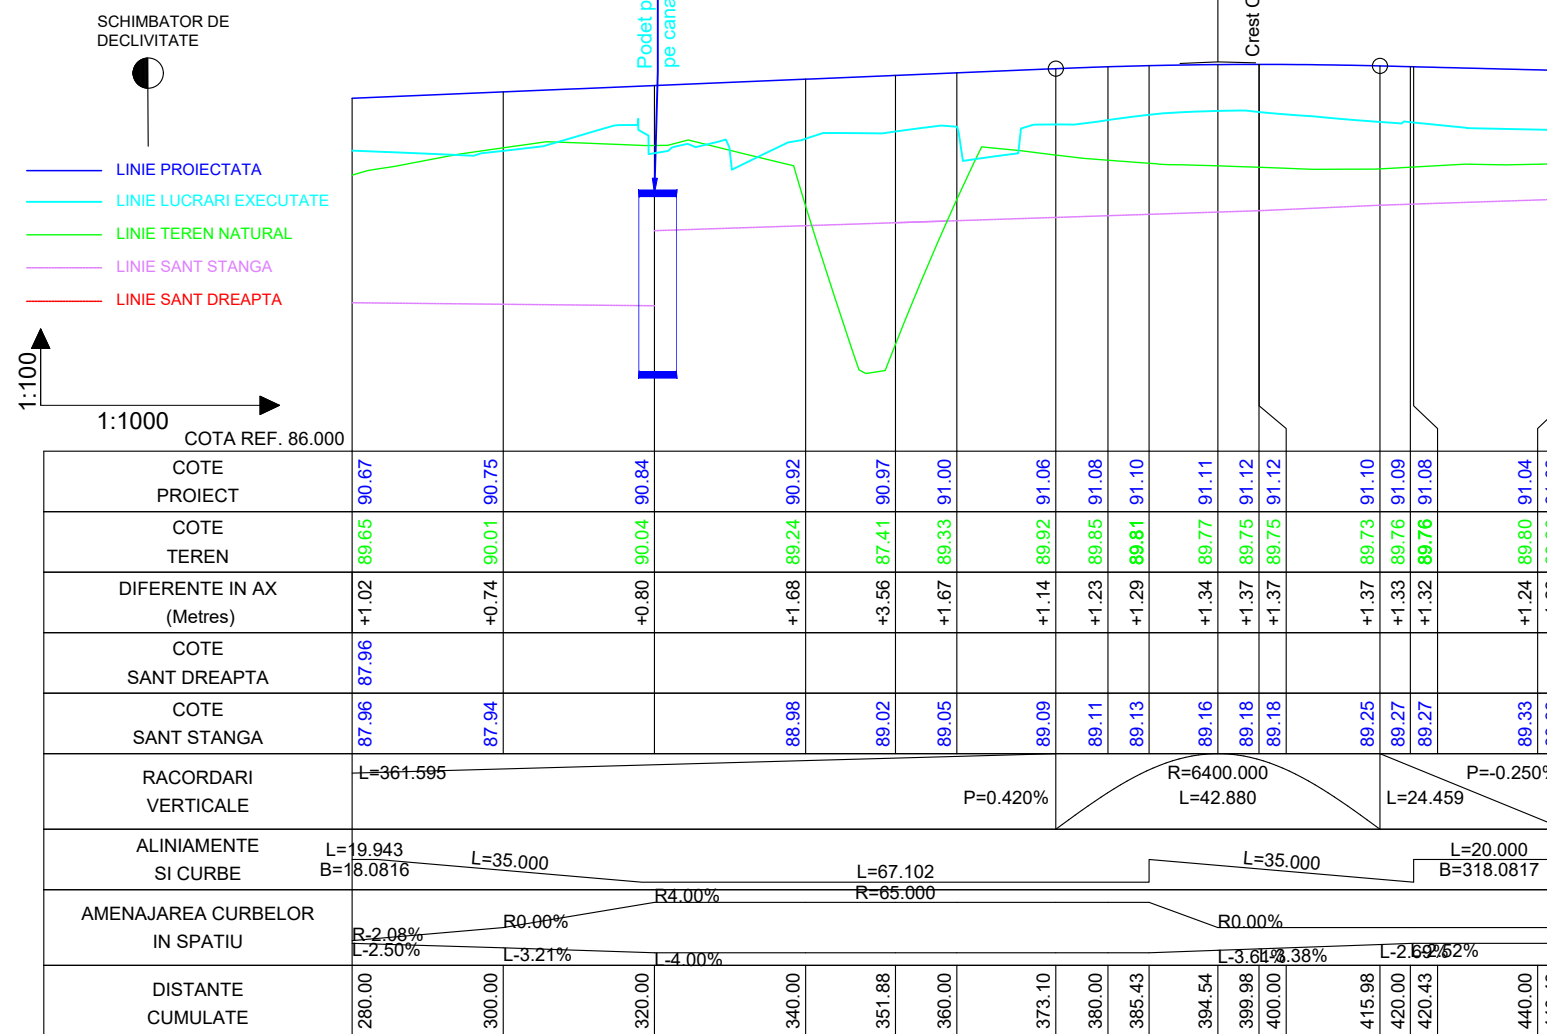 SCHIMBATOR DE
DECLIVITATE
Podet p
pe cana
Crest C
LINIE PROIECTATA
LINIE LUCRARI EXECUTATE
LINIE TEREN NATURAL
LINIE SANT STANGA
LINIE SANT DREAPTA
1:100
1:1000
COTA REF. 86.000
COTE
PROIECT
90.67 90.75 90.84 90.92 90.97 91.00 91.06 91.08 91.10 91.11 91.12 91.12 91.10 91.09 91.08 91.04
COTE
TEREN
89.65 90.01 90.04 89.24 87.41 89.33 89.92 89.85 89.81 89.77 89.75 89.75 89.73 89.76 89.76 89.80
DIFERENTE IN AX
(Metres)
+1.02 +0.74 +0.80 +1.68 +3.56 +1.67 +1.14 +1.23 +1.29 +1.34 +1.37 +1.37 +1.37 +1.33 +1.32 +1.24
COTE
SANT DREAPTA
87.96
COTE
SANT STANGA
87.96 87.94 88.98 89.02 89.05 89.09 89.11 89.13 89.16 89.18 89.18 89.25 89.27 89.27 89.33
RACORDARI
VERTICALE
L=361.595
P=0.420%
R=6400.000
L=42.880
L=24.459
P=-0.250%
ALINIAMENTE
SI CURBE
L=19.943
B=18.0816
L=35.000
L=67.102
R=65.000
L=35.000
L=20.000
B=318.0817
AMENAJAREA CURBELOR
IN SPATIU
R-2.08%
L-2.50%
R0.00%
L-3.21%
R4.00%
L-4.00%
R0.00%
L-3.61%
L-3.38%
L-2.69%
L-2.52%
DISTANTE
CUMULATE
280.00 300.00 320.00 340.00 351.88 360.00 373.10 380.00 385.43 394.54 399.98 400.00 415.98 420.00 420.43 440.00